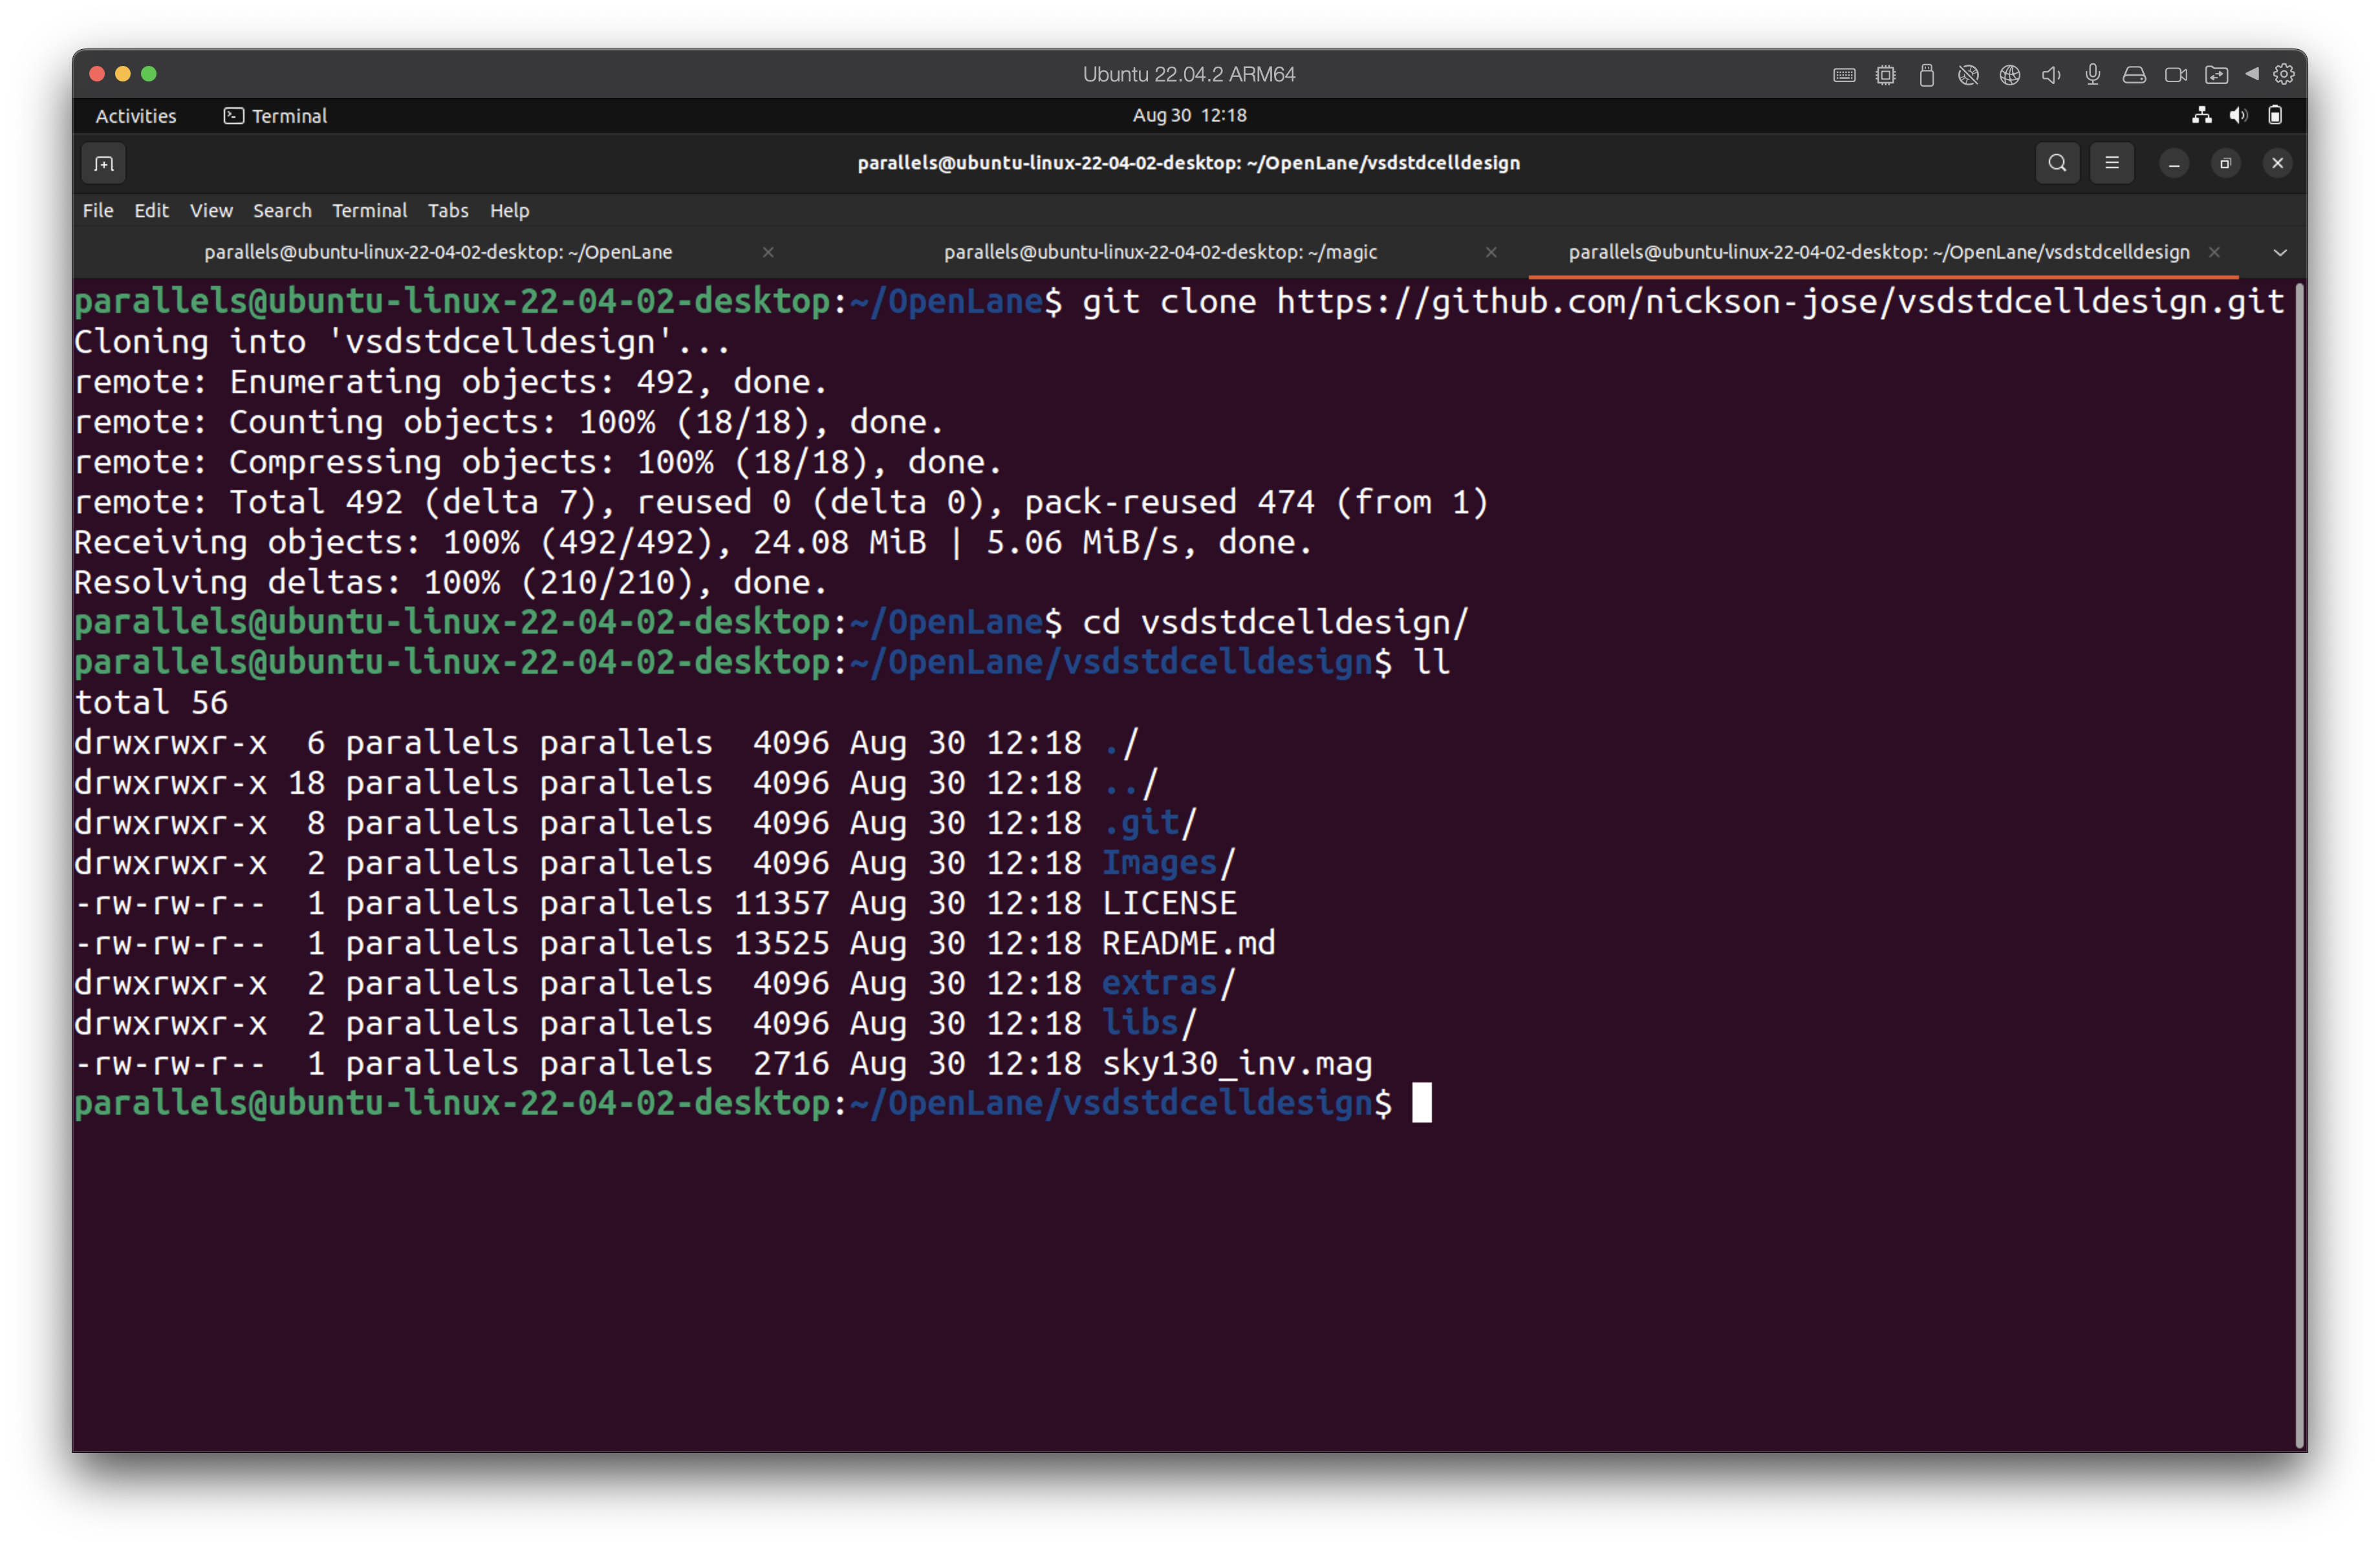 Ubuntu 22.04.2 ARM64
Activities Terminal Aug 30 12:18
parallels@ubuntu-linux-22-04-02-desktop: ~/OpenLane/vsdstdcelldesign
File Edit View Search Terminal Tabs Help
parallels@ubuntu-linux-22-04-02-desktop: ~/OpenLane parallels@ubuntu-linux-22-04-02-desktop: ~/magic parallels@ubuntu-linux-22-04-02-desktop: ~/OpenLane/vsdstdcelldesign
parallels@ubuntu-linux-22-04-02-desktop:~/OpenLane$ git clone https://github.com/nickson-jose/vsdstdcelldesign.git
Cloning into 'vsdstdcelldesign'...
remote: Enumerating objects: 492, done.
remote: Counting objects: 100% (18/18), done.
remote: Compressing objects: 100% (18/18), done.
remote: Total 492 (delta 7), reused 0 (delta 0), pack-reused 474 (from 1)
Receiving objects: 100% (492/492), 24.08 MiB | 5.06 MiB/s, done.
Resolving deltas: 100% (210/210), done.
parallels@ubuntu-linux-22-04-02-desktop:~/OpenLane$ cd vsdstdcelldesign/
parallels@ubuntu-linux-22-04-02-desktop:~/OpenLane/vsdstdcelldesign$ ll
total 56
drwxrwxr-x  6 parallels parallels  4096 Aug 30 12:18 ./
drwxrwxr-x 18 parallels parallels  4096 Aug 30 12:18 ../
drwxrwxr-x  8 parallels parallels  4096 Aug 30 12:18 .git/
drwxrwxr-x  2 parallels parallels  4096 Aug 30 12:18 Images/
-rw-rw-r--  1 parallels parallels 11357 Aug 30 12:18 LICENSE
-rw-rw-r--  1 parallels parallels 13525 Aug 30 12:18 README.md
drwxrwxr-x  2 parallels parallels  4096 Aug 30 12:18 extras/
drwxrwxr-x  2 parallels parallels  4096 Aug 30 12:18 libs/
-rw-rw-r--  1 parallels parallels  2716 Aug 30 12:18 sky130_inv.mag
parallels@ubuntu-linux-22-04-02-desktop:~/OpenLane/vsdstdcelldesign$